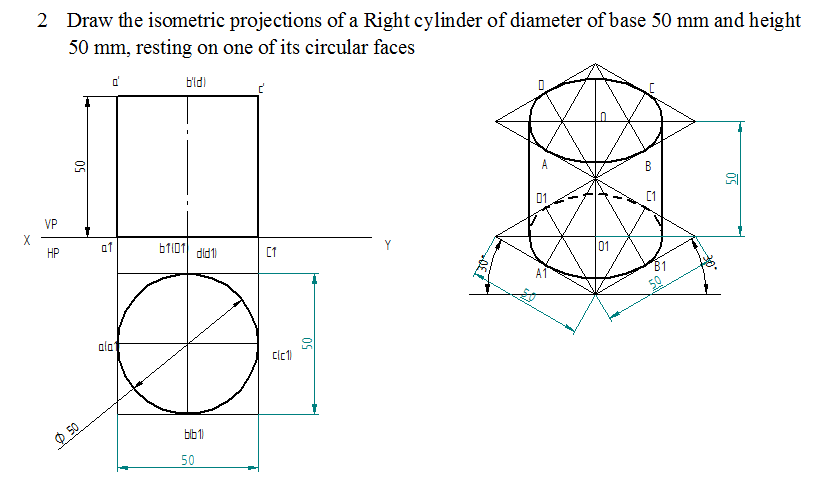 2 Draw the isometric projections of a Right cylinder of diameter of base 50 mm and height
50 mm, resting on one of its circular faces
a' b'(d') c'
50
VP
X Y
HP
a1 b1(D1) d(d1) C1
a(a1
c(c1)
50
Φ 50
b(b1)
50
D C
O
A B
50
D1 C1
O1
A1 B1
30° 30°
50 50